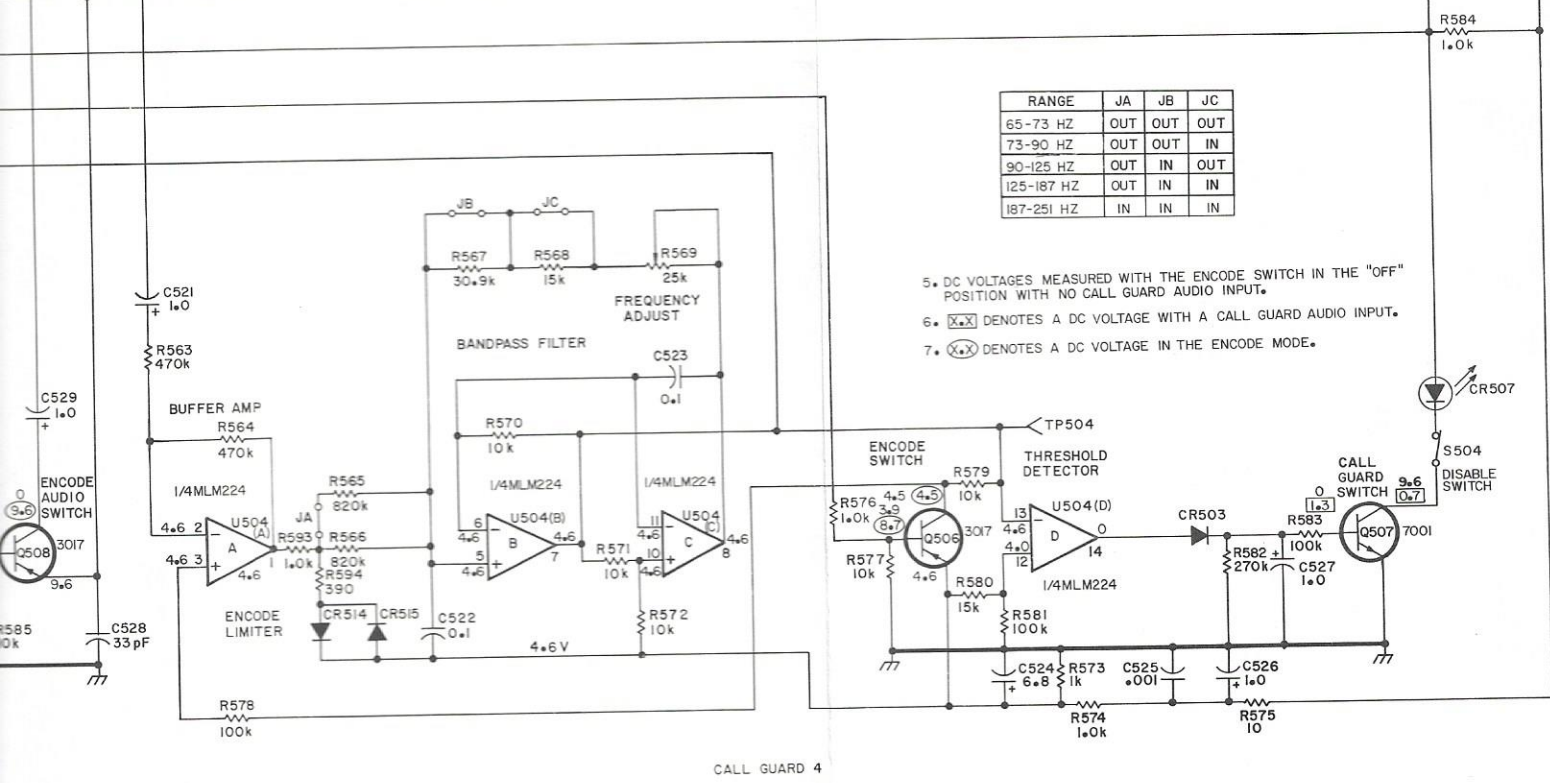 R584
1.0k
RANGE JA JB JC
65-73 HZ OUT OUT OUT
73-90 HZ OUT OUT IN
90-125 HZ OUT IN OUT
125-187 HZ OUT IN IN
187-251 HZ IN IN IN
JB
JC
R567
30.9k
R568
15k
R569
25k
FREQUENCY
ADJUST
5. DC VOLTAGES MEASURED WITH THE ENCODE SWITCH IN THE "OFF"
POSITION WITH NO CALL GUARD AUDIO INPUT.
6. X.X DENOTES A DC VOLTAGE WITH A CALL GUARD AUDIO INPUT.
7. X.X DENOTES A DC VOLTAGE IN THE ENCODE MODE.
C521
1.0
+
R563
470k
BANDPASS FILTER
C523
0.1
C529
1.0
+
BUFFER AMP
R564
470k
R570
10k
CR507
S504
DISABLE
SWITCH
TP504
ENCODE
SWITCH
THRESHOLD
DETECTOR
CALL
GUARD
SWITCH
9.6
0.7
0
1.3
ENCODE
AUDIO
SWITCH
0
9.6
Q508
3017
9.6
1/4MLM224
R565
820k
JA
1/4MLM224
1/4MLM224
R579
10k
R576
1.0k
4.5
4.5
3.9
8.7
Q506
3017
4.6
4.6 2
-
U504
(A)
A
4.6 3
+
4.6
1
R593
1.0k
R566
820k
R594
390
6
4.6
-
U504(B)
B
4.6
7
5
4.6
+
R571
10k
11
4.6
-
U504
(C)
C
4.6
8
10
4.6
+
13
4.6
-
U504(D)
D
0
14
4.0
12
+
1/4MLM224
CR503
R583
100k
Q507
7001
R582
270k
+
C527
1.0
R577
10k
R580
15k
R581
100k
ENCODE
LIMITER
CR514
CR515
C522
0.1
R572
10k
4.6V
R585
0k
C528
33pF
C524
6.8
+
R573
1k
C525
.001
C526
1.0
+
R574
1.0k
R575
10
R578
100k
CALL GUARD 4